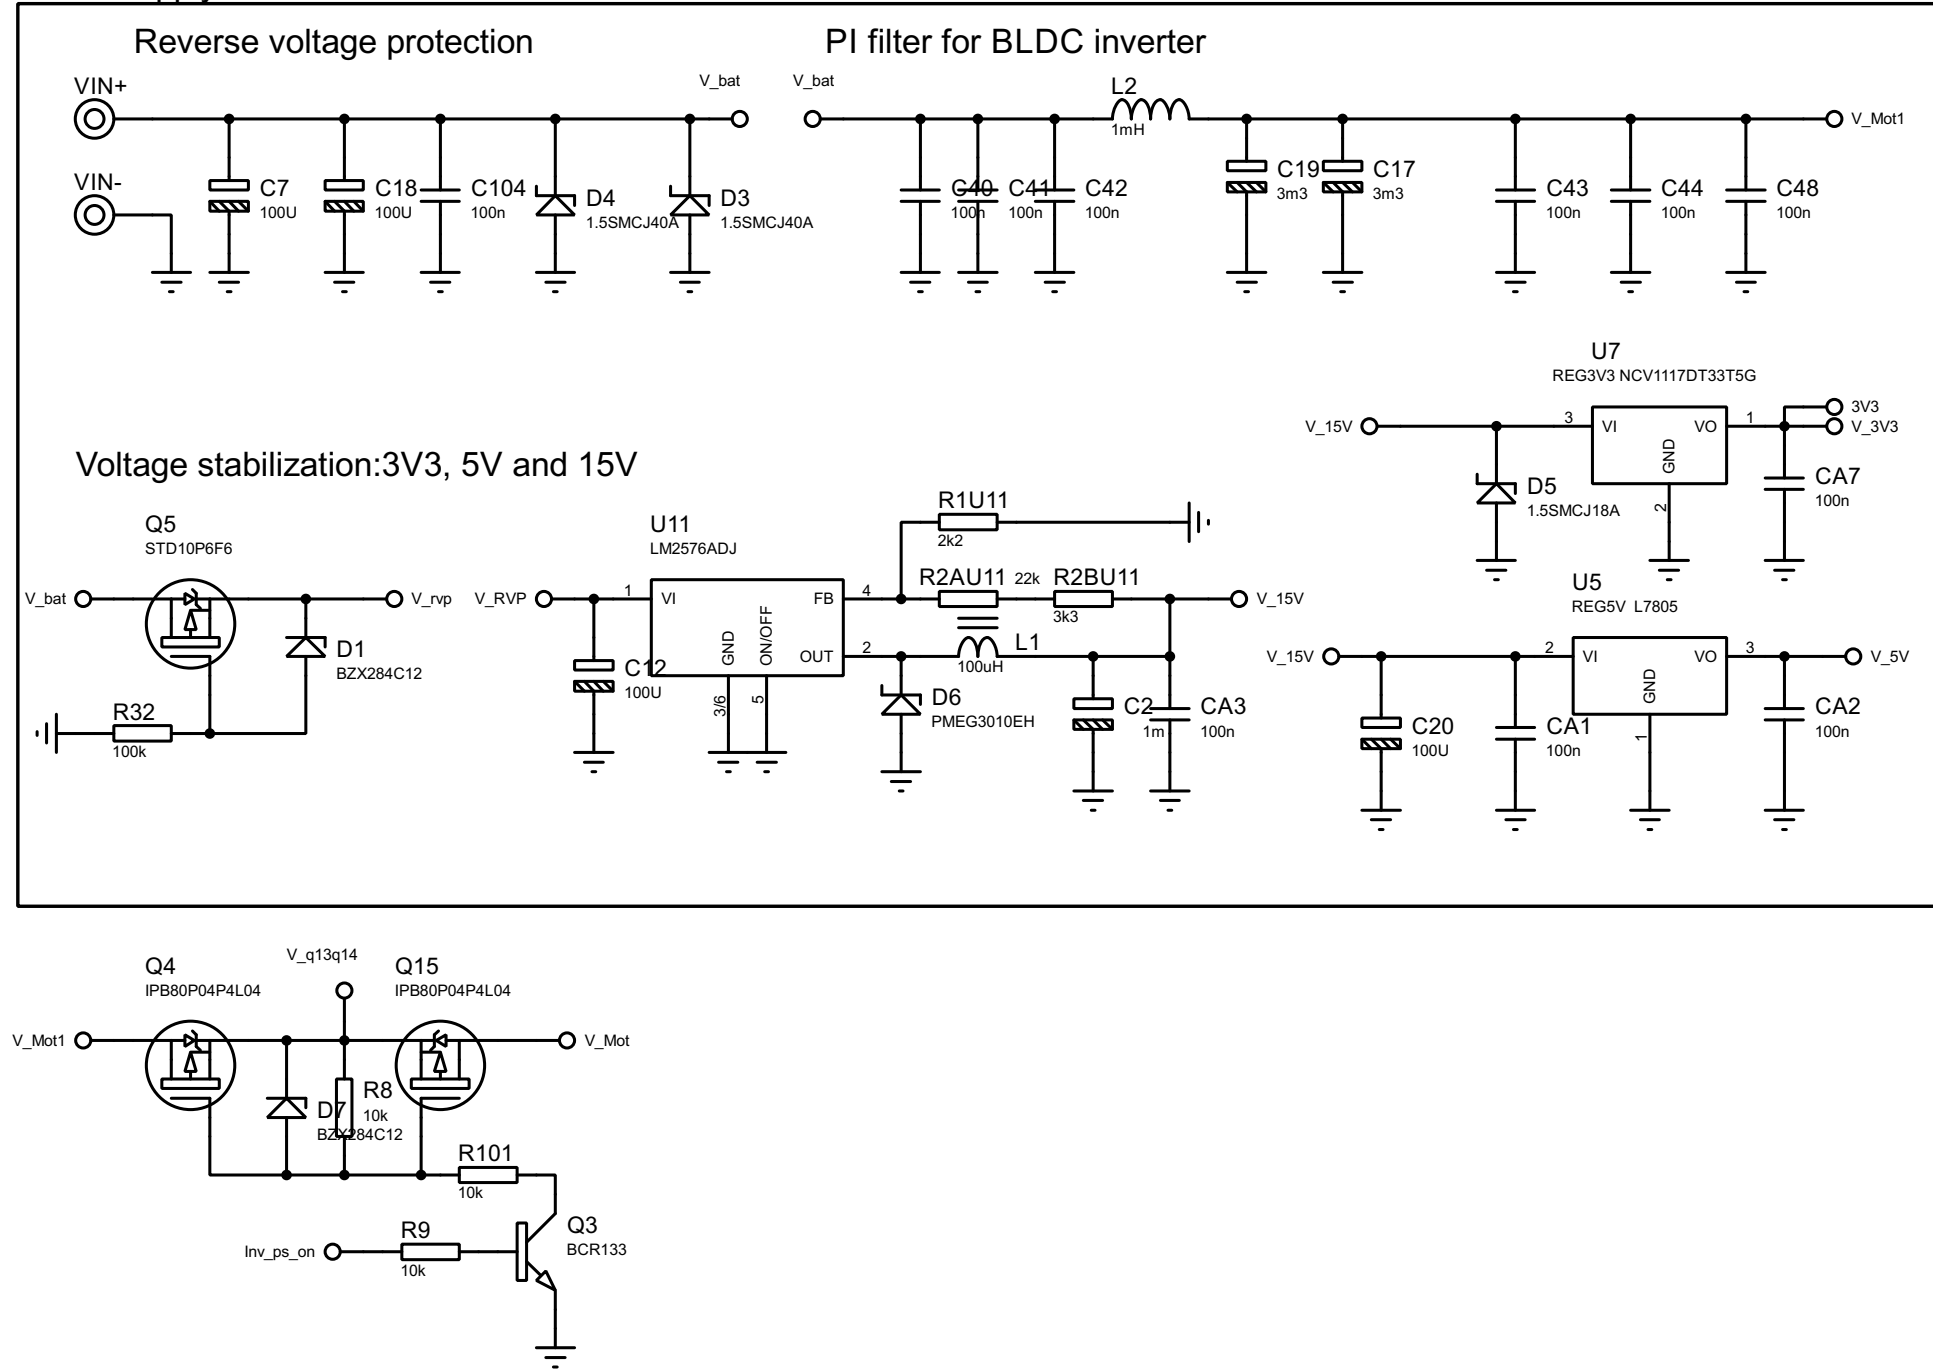 Reverse voltage protection
PI filter for BLDC inverter
VIN+
V_bat
V_bat
L2
1mH
V_Mot1
VIN-
C7
100U
C18
100U
C104
100n
D4
1.5SMCJ40A
D3
1.5SMCJ40A
C40
100n
C41
100n
C42
100n
C19
3m3
C17
3m3
C43
100n
C44
100n
C48
100n
U7
REG3V3 NCV1117DT33T5G
V_15V
3
VI
VO
GND
1
2
3V3
V_3V3
D5
1.5SMCJ18A
CA7
100n
Voltage stabilization:3V3, 5V and 15V
Q5
STD10P6F6
V_bat
V_rvp
D1
BZX284C12
R32
100k
U11
LM2576ADJ
V_RVP
1
VI
FB
4
GND
ON/OFF
OUT
2
3/6
5
C12
100U
R1U11
2k2
R2AU11
22k
R2BU11
3k3
V_15V
L1
100uH
D6
PMEG3010EH
C2
1m
CA3
100n
U5
REG5V L7805
V_15V
2
VI
VO
3
GND
1
V_5V
C20
100U
CA1
100n
CA2
100n
V_q13q14
Q4
IPB80P04P4L04
Q15
IPB80P04P4L04
V_Mot1
V_Mot
D7
BZX284C12
R8
10k
R101
10k
Inv_ps_on
R9
10k
Q3
BCR133